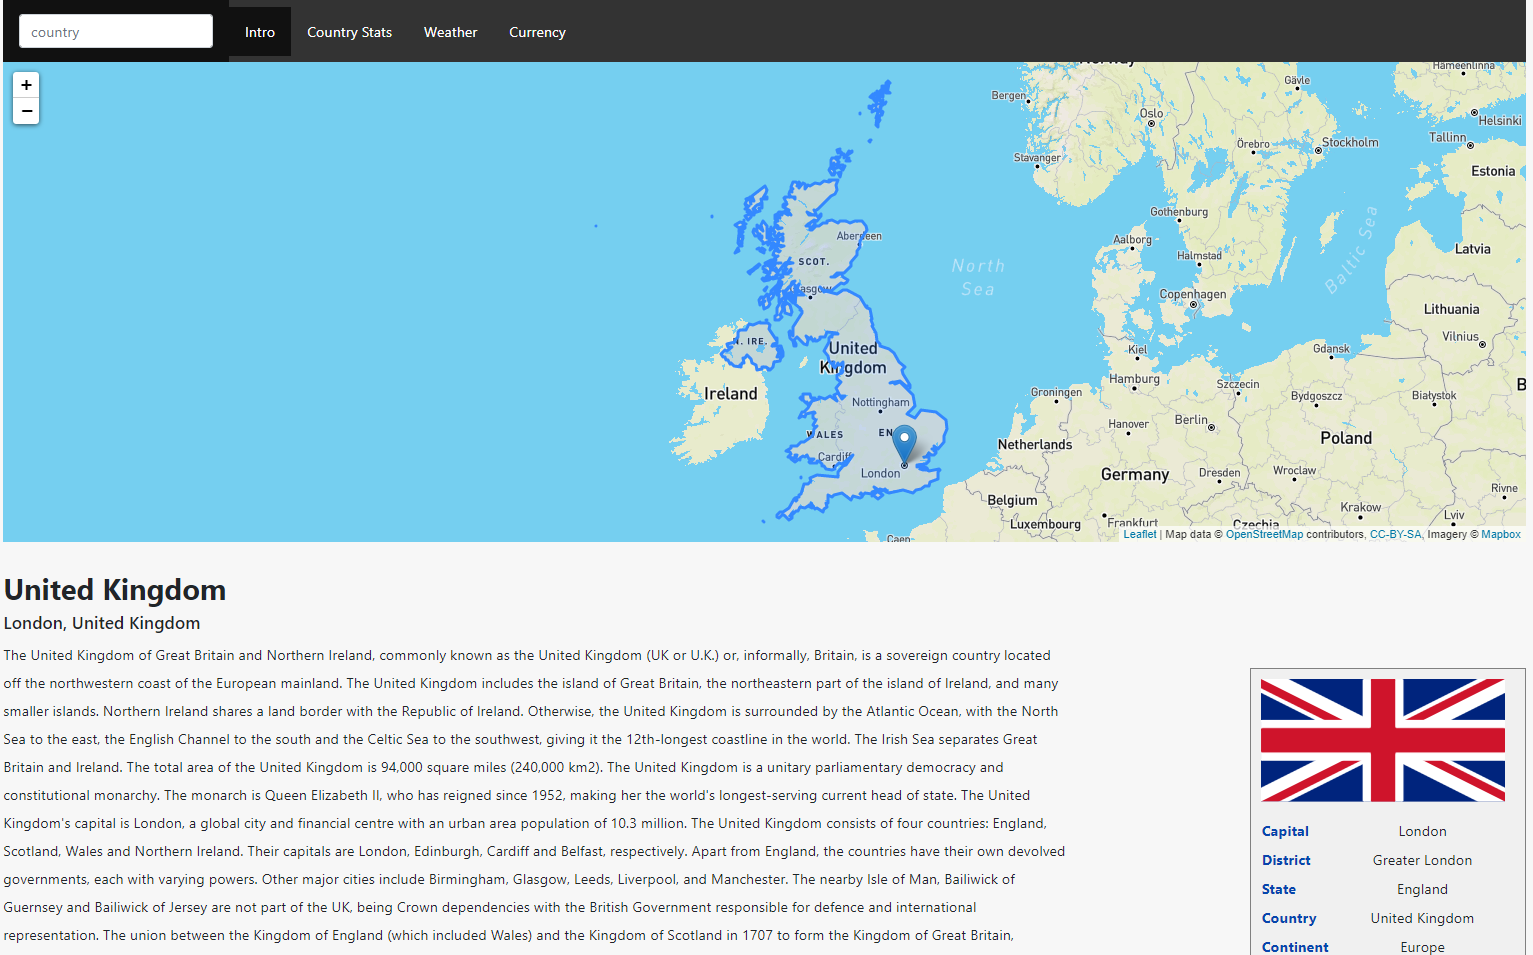 country
Intro
Country Stats
Weather
Currency
+
−
Norway
Hämeenlinna
Gävle
Bergen
Oslo
Helsinki
Tallinn
Örebro
Stockholm
Stavanger
Estonia
Gothenburg
Aberdeen
Aalborg
Baltic Sea
Latvia
Halmstad
SCOT.
North
Sea
Glasgow
Copenhagen
Lithuania
Vilnius
N. IRE.
United
Kingdom
Kiel
Gdansk
Hamburg
Szczecin
B
Ireland
Groningen
Bydgoszcz
Białystok
Nottingham
Hanover
Berlin
WALES
EN
Netherlands
Poland
Cardiff
London
Germany
Dresden
Wroclaw
Rivne
Belgium
Krakow
Lviv
Luxembourg
Frankfurt
Czechia
Caen
Leaflet | Map data © OpenStreetMap contributors, CC-BY-SA, Imagery © Mapbox
United Kingdom
London, United Kingdom
The United Kingdom of Great Britain and Northern Ireland, commonly known as the United Kingdom (UK or U.K.) or, informally, Britain, is a sovereign country located
off the northwestern coast of the European mainland. The United Kingdom includes the island of Great Britain, the northeastern part of the island of Ireland, and many
smaller islands. Northern Ireland shares a land border with the Republic of Ireland. Otherwise, the United Kingdom is surrounded by the Atlantic Ocean, with the North
Sea to the east, the English Channel to the south and the Celtic Sea to the southwest, giving it the 12th-longest coastline in the world. The Irish Sea separates Great
Britain and Ireland. The total area of the United Kingdom is 94,000 square miles (240,000 km2). The United Kingdom is a unitary parliamentary democracy and
constitutional monarchy. The monarch is Queen Elizabeth II, who has reigned since 1952, making her the world's longest-serving current head of state. The United
Kingdom's capital is London, a global city and financial centre with an urban area population of 10.3 million. The United Kingdom consists of four countries: England,
Scotland, Wales and Northern Ireland. Their capitals are London, Edinburgh, Cardiff and Belfast, respectively. Apart from England, the countries have their own devolved
governments, each with varying powers. Other major cities include Birmingham, Glasgow, Leeds, Liverpool, and Manchester. The nearby Isle of Man, Bailiwick of
Guernsey and Bailiwick of Jersey are not part of the UK, being Crown dependencies with the British Government responsible for defence and international
representation. The union between the Kingdom of England (which included Wales) and the Kingdom of Scotland in 1707 to form the Kingdom of Great Britain,
Capital London
District Greater London
State England
Country United Kingdom
Continent Europe